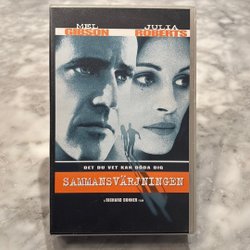 MEL JULIA
GIBSON ROBERTS
DET DU VET KAN DÖDA DIG
SAMMANSVÄRJNINGEN
A RICHARD DONNER FILM